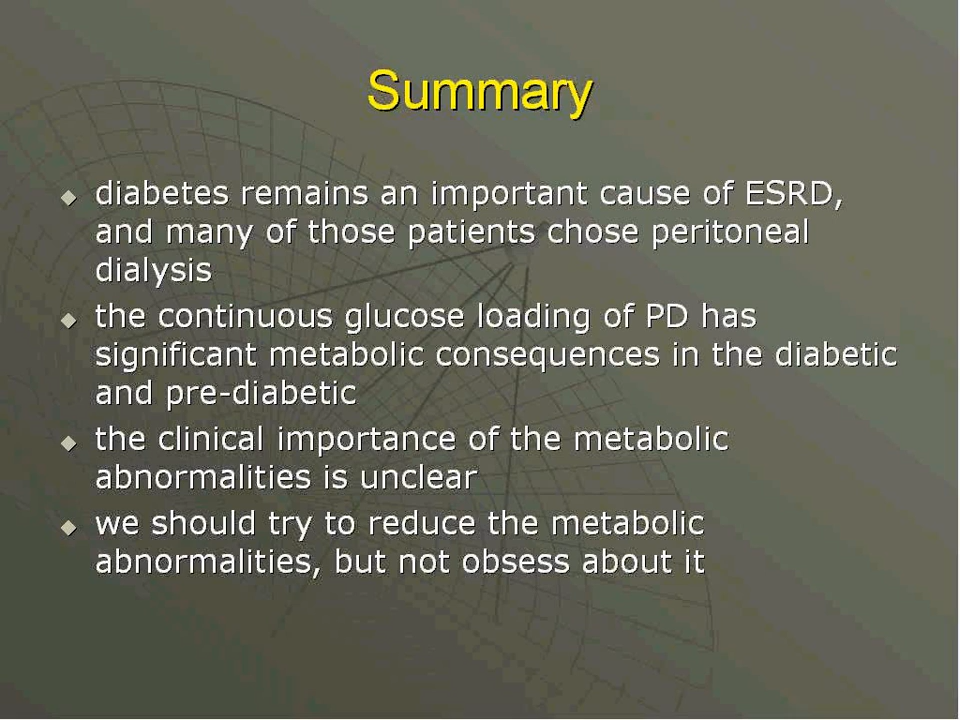 Summary
diabetes remains an important cause of ESRD,
and many of those patients chose peritoneal
dialysis
the continuous glucose loading of PD has
significant metabolic consequences in the diabetic
and pre-diabetic
the clinical importance of the metabolic
abnormalities is unclear
we should try to reduce the metabolic
abnormalities, but not obsess about it